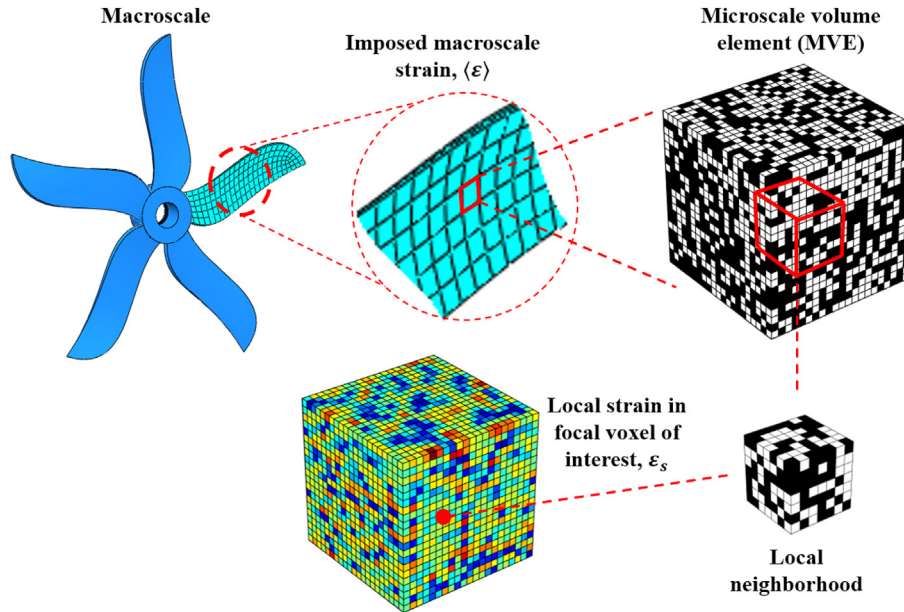 Macroscale
Imposed macroscale
strain, ⟨ε⟩
Microscale volume
element (MVE)
Local strain in
focal voxel of
interest, εₛ
Local
neighborhood